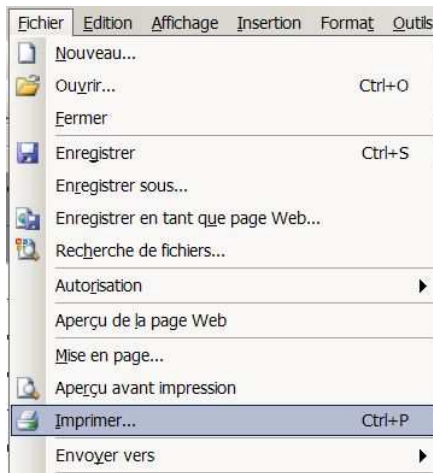 Fichier Edition Affichage Insertion Format Outils
Nouveau...
Ouvrir... Ctrl+O
Fermer
Enregistrer Ctrl+S
Enregistrer sous...
Enregistrer en tant que page Web...
Recherche de fichiers...
Autorisation
Aperçu de la page Web
Mise en page...
Aperçu avant impression
Imprimer... Ctrl+P
Envoyer vers